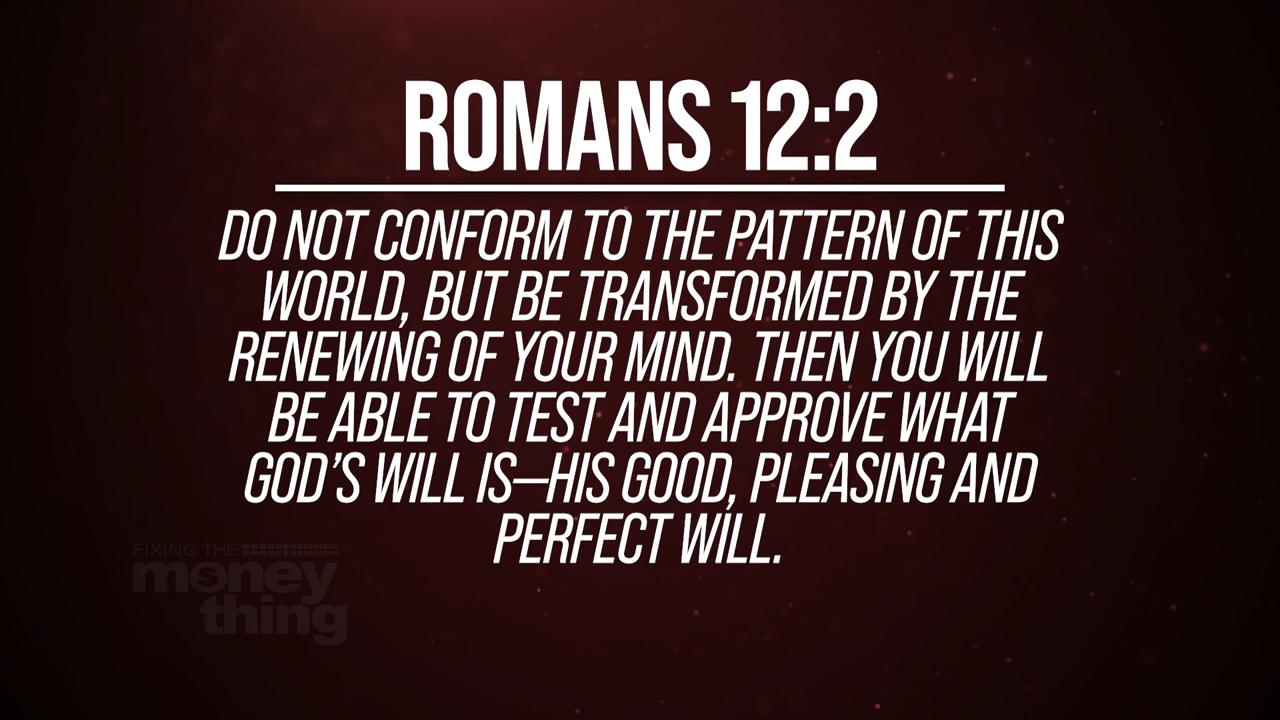 ROMANS 12:2
DO NOT CONFORM TO THE PATTERN OF THIS
WORLD, BUT BE TRANSFORMED BY THE
RENEWING OF YOUR MIND. THEN YOU WILL
BE ABLE TO TEST AND APPROVE WHAT
GOD'S WILL IS—HIS GOOD, PLEASING AND
PERFECT WILL.
FIXING THE
money
thing